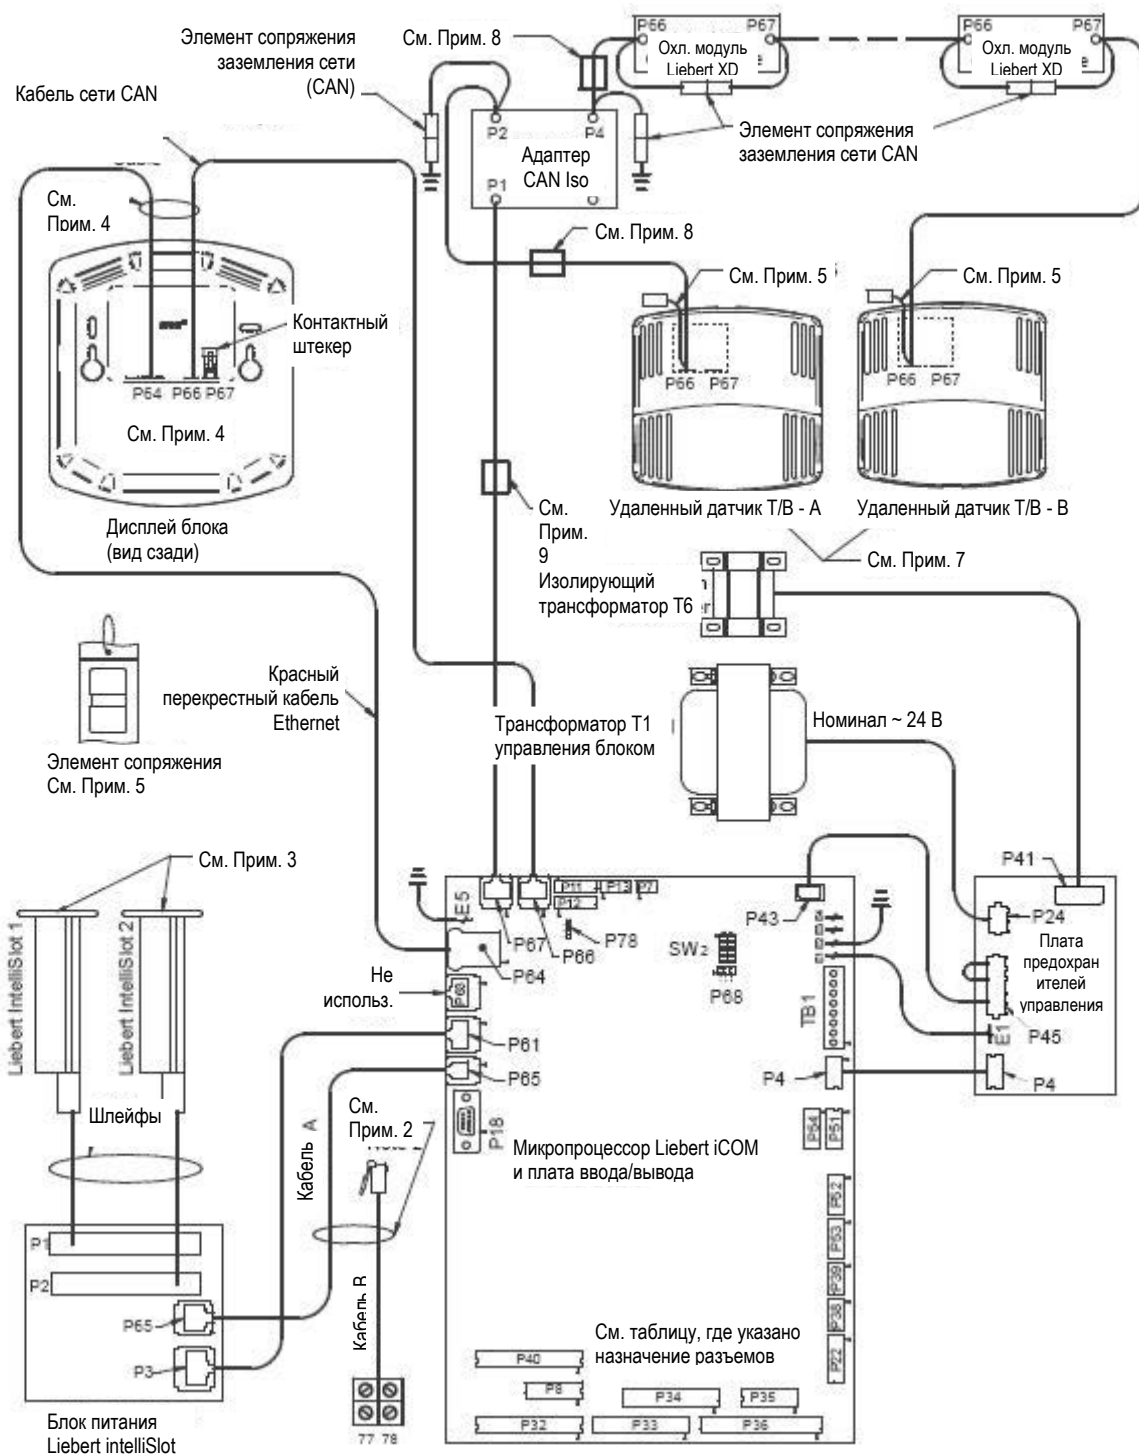 Элемент сопряжения
заземления сети
(CAN)
См. Прим. 8
P66
P67
Охл. модуль
Liebert XD
P66
P67
Охл. модуль
Liebert XD
Кабель сети CAN
P2
P4
Адаптер
CAN Iso
P1
Элемент сопряжения
заземления сети CAN
См.
Прим. 4
См. Прим. 8
См. Прим. 5
См. Прим. 5
Контактный
штекер
P64 P66 P67
См. Прим. 4
P66 P67
P66 P67
Дисплей блока
(вид сзади)
См.
Прим.
9
Удаленный датчик Т/В - А
Удаленный датчик Т/В - В
См. Прим. 7
Изолирующий
трансформатор Т6
Красный
перекрестный кабель
Ethernet
Трансформатор Т1
управления блоком
Номинал ~ 24 В
Элемент сопряжения
См. Прим. 5
См. Прим. 3
Liebert IntelliSlot 1
Liebert IntelliSlot 2
Шлейфы
E5
P11
P13
P7
P12
P67
P66
P78
P64
SW2
P68
P43
P41
P24
Плата
предохран
ителей
управления
TB1
E1
P45
P4
P4
Не
использ.
P63
P61
P65
P18
См.
Прим. 2
Кабель A
Кабель B
Микропроцессор Liebert iCOM
и плата ввода/вывода
P54
P51
P52
P53
P39
P38
P22
P1
P2
P65
P3
См. таблицу, где указано
назначение разъемов
P40
P8
P34
P35
P32
P33
P36
77 78
Блок питания
Liebert intelliSlot